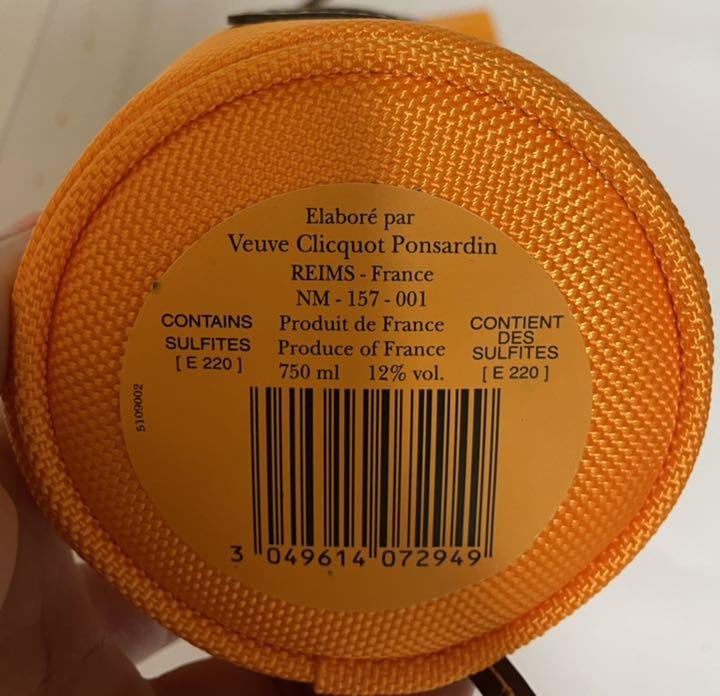 Elaboré par
Veuve Clicquot Ponsardin
REIMS - France
NM - 157 - 001
Produit de France
Produce of France
750 ml 12% vol.
CONTAINS
SULFITES
[ E 220 ]
CONTIENT
DES
SULFITES
[ E 220 ]
5109002
3 049614 072949